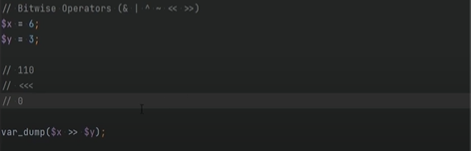 // Bitwise Operators (& | ^ ~ << >>)
$x = 6;
$y = 3;
// 110
// <<<
// 0
var_dump($x >> $y);